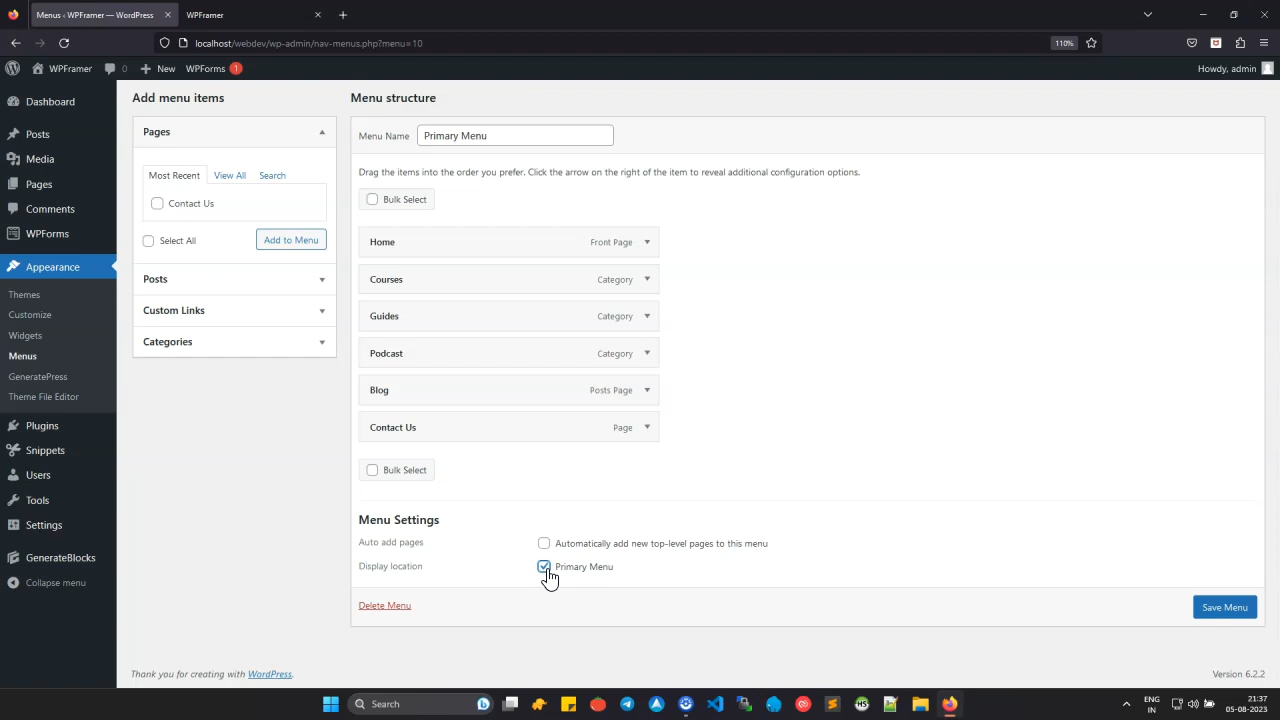 Menus ‹ WPFramer — WordPress
WPFramer
localhost/webdev/wp-admin/nav-menus.php?menu=10
110%
WPFramer
0
New
WPForms 1
Howdy, admin
Dashboard
Posts
Media
Pages
Comments
WPForms
Appearance
Themes
Customize
Widgets
Menus
GeneratePress
Theme File Editor
Plugins
Snippets
Users
Tools
Settings
GenerateBlocks
Collapse menu
Add menu items
Pages
Most Recent View All Search
Contact Us
Select All
Add to Menu
Posts
Custom Links
Categories
Menu structure
Menu Name Primary Menu
Drag the items into the order you prefer. Click the arrow on the right of the item to reveal additional configuration options.
Bulk Select
Home Front Page
Courses Category
Guides Category
Podcast Category
Blog Posts Page
Contact Us Page
Bulk Select
Menu Settings
Auto add pages Automatically add new top-level pages to this menu
Display location Primary Menu
Delete Menu
Save Menu
Thank you for creating with WordPress.
Version 6.2.2
Search
HS
ENG
IN
21:37
05-08-2023